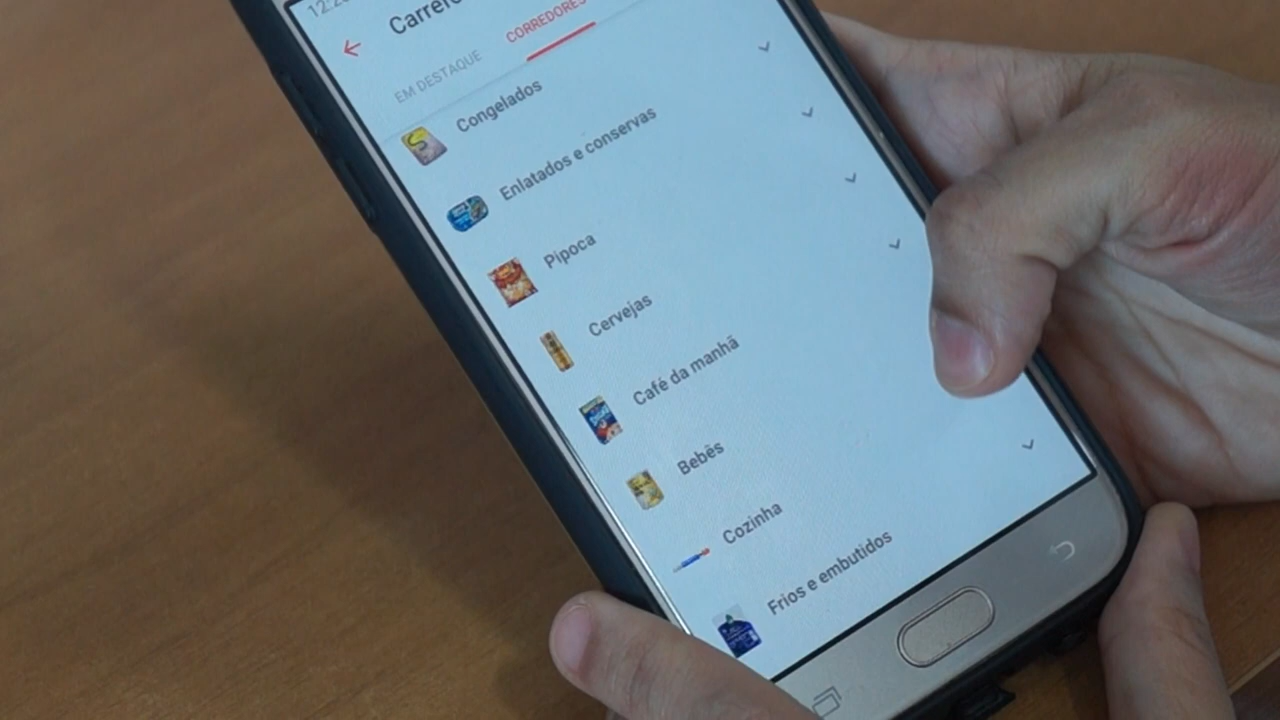 EM DESTAQUE
CORREDORES
Congelados
Enlatados e conservas
Pipoca
Cervejas
Café da manhã
Bebês
Cozinha
Frios e embutidos